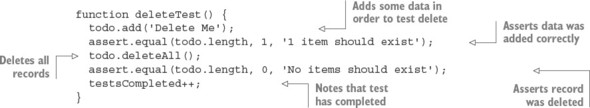 function deleteTest() {
Adds some data in
order to test delete
todo.add('Delete Me');
assert.equal(todo.length, 1, '1 item should exist');
Asserts data was
added correctly
Deletes all
records
todo.deleteAll();
assert.equal(todo.length, 0, 'No items should exist');
testsCompleted++;
Notes that test
has completed
Asserts record
was deleted
}